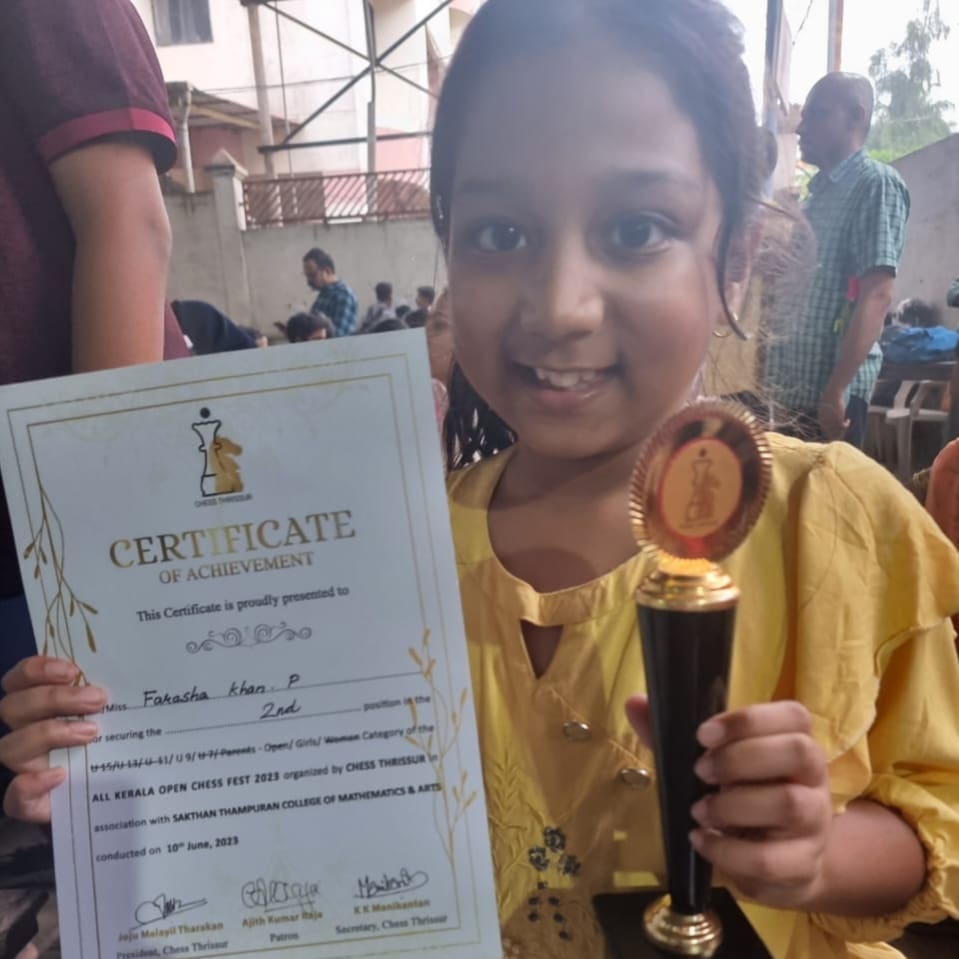 CHESS THRISSUR
CERTIFICATE
OF ACHIEVEMENT
This Certificate is proudly presented to
/Miss Farasha khan. P
or securing the 2nd position in the
U 15/U 13/ U 11/ U 9/ U 7/ Parents - Open/ Girls/ Woman Category of the
ALL KERALA OPEN CHESS FEST 2023 organized by CHESS THRISSUR in
association with SAKTHAN THAMPURAN COLLEGE OF MATHEMATICS & ARTS
conducted on 10th June, 2023
Joju Melayil Tharakan Ajith Kumar Raja K K Manikantan
President, Chess Thrissur Patron Secretary, Chess Thrissur